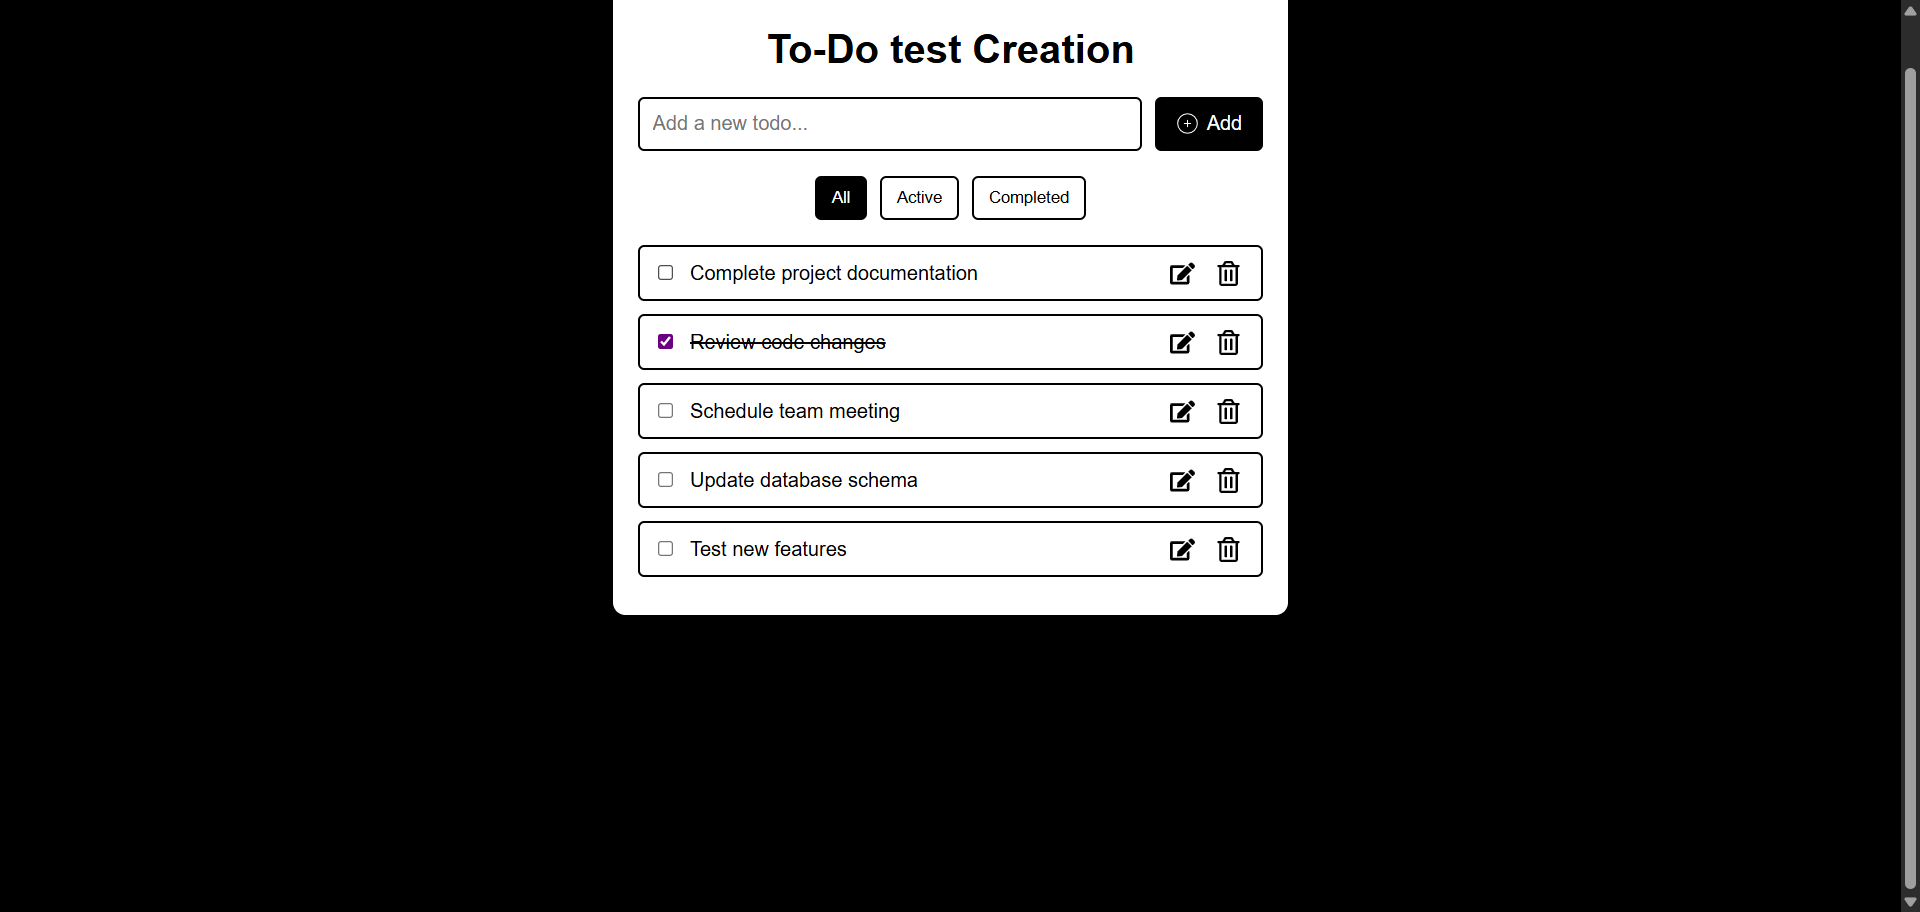 To-Do test Creation
Add a new todo...
Add
All
Active
Completed
Complete project documentation
Review code changes
Schedule team meeting
Update database schema
Test new features